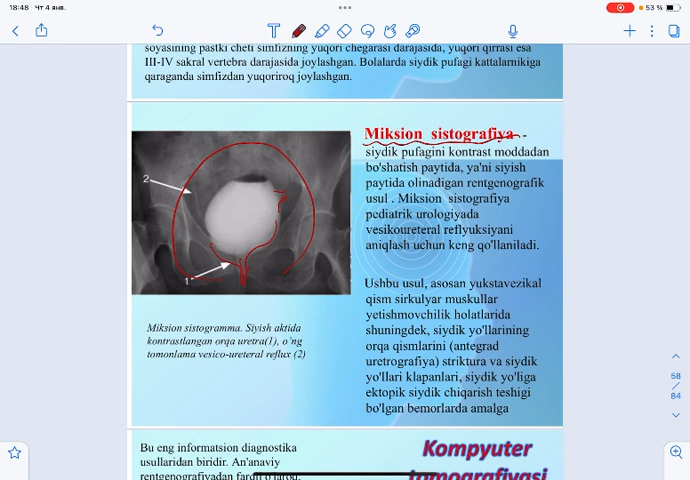 18:48 Чт 4 янв.
53 %
soyasining pastki cheti simfizning yuqori chegarasi darajasida, yuqori qirrasi esa
III-IV sakral vertebra darajasida joylashgan. Bolalarda siydik pufagi kattalarnikiga
qaraganda simfizdan yuqoriroq joylashgan.
2
1
Miksion sistogramma. Siyish aktida
kontrastlangan orqa uretra(1), o'ng
tomonlama vesico-ureteral reflux (2)
Miksion sistografiya -
siydik pufagini kontrast moddadan
bo'shatish paytida, ya'ni siyish
paytida olinadigan rentgenografik
usul . Miksion sistografiya
pediatrik urologiyada
vesikoureteral reflyuksiyani
aniqlash uchun keng qo'llaniladi.
Ushbu usul, asosan yukstavezikal
qism sirkulyar muskullar
yetishmovchilik holatlarida
shuningdek, siydik yo'llarining
orqa qismlarini (antegrad
uretrografiya) striktura va siydik
yo'llari klapanlari, siydik yo'liga
ektopik siydik chiqarish teshigi
bo'lgan bemorlarda amalga
58
/
84
Bu eng informatsion diagnostika
usullaridan biridir. An'anaviy
rentgenografiyadan farqli o'laroq,
Kompyuter
tomografiyasi